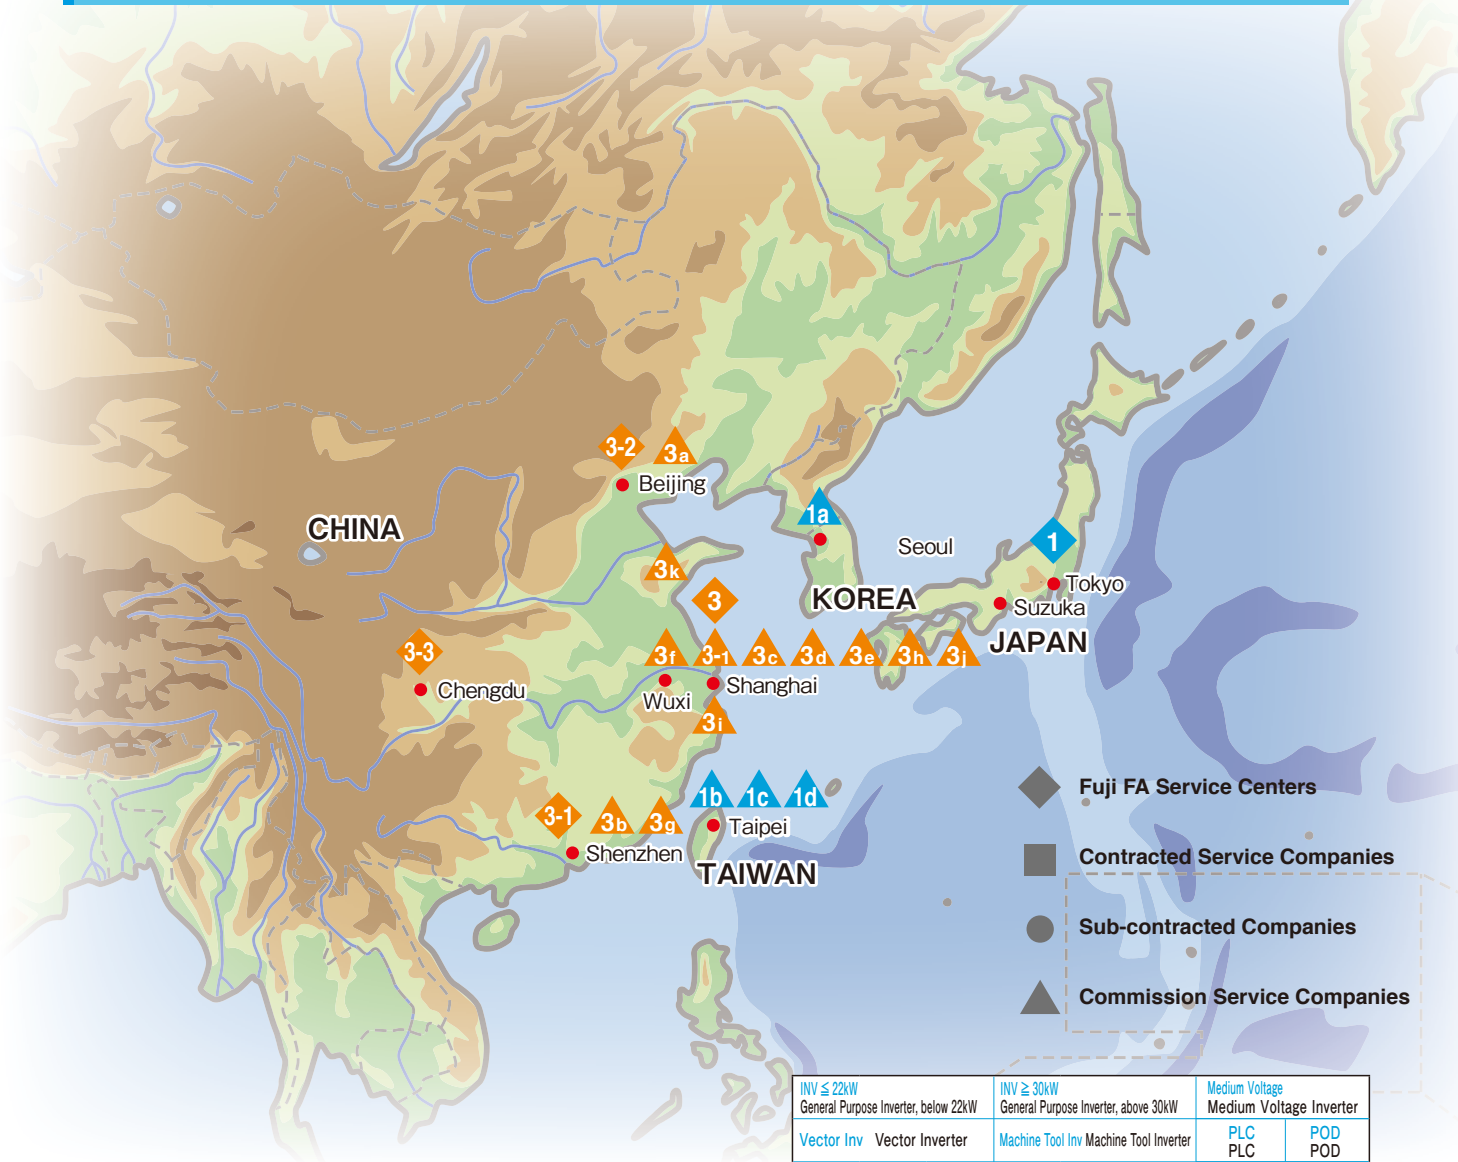 3-2
3a
Beijing
CHINA
1a
Seoul
1
3k
Tokyo
3
KOREA
Suzuka
JAPAN
3-3
3f
3-1
3c
3d
3e
3h
3j
Chengdu
Wuxi
Shanghai
3i
1b
1c
1d
3-1
3b
3g
Taipei
Shenzhen
TAIWAN
Fuji FA Service Centers
Contracted Service Companies
Sub-contracted Companies
Commission Service Companies
INV ≦ 22kW
General Purpose Inverter, below 22kW
INV ≧ 30kW
General Purpose Inverter, above 30kW
Medium Voltage
Medium Voltage Inverter
Vector Inv Vector Inverter
Machine Tool Inv Machine Tool Inverter
PLC
PLC
POD
POD